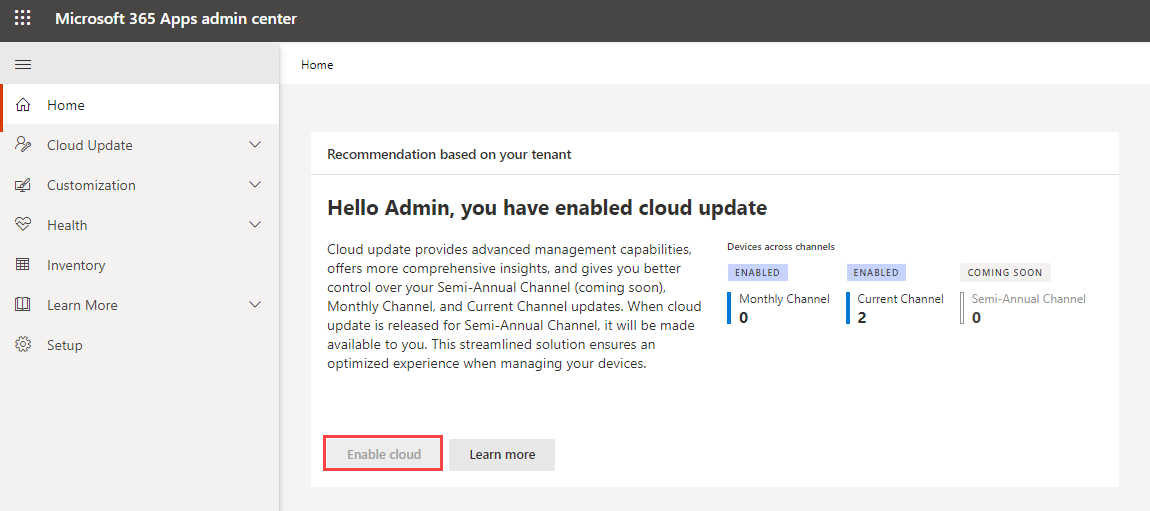 Microsoft 365 Apps admin center
Home
Cloud Update
Customization
Health
Inventory
Learn More
Setup
Home
Recommendation based on your tenant
Hello Admin, you have enabled cloud update
Cloud update provides advanced management capabilities,
offers more comprehensive insights, and gives you better
control over your Semi-Annual Channel (coming soon),
Monthly Channel, and Current Channel updates. When cloud
update is released for Semi-Annual Channel, it will be made
available to you. This streamlined solution ensures an
optimized experience when managing your devices.
Devices across channels
ENABLED
Monthly Channel
0
ENABLED
Current Channel
2
COMING SOON
Semi-Annual Channel
0
Enable cloud
Learn more